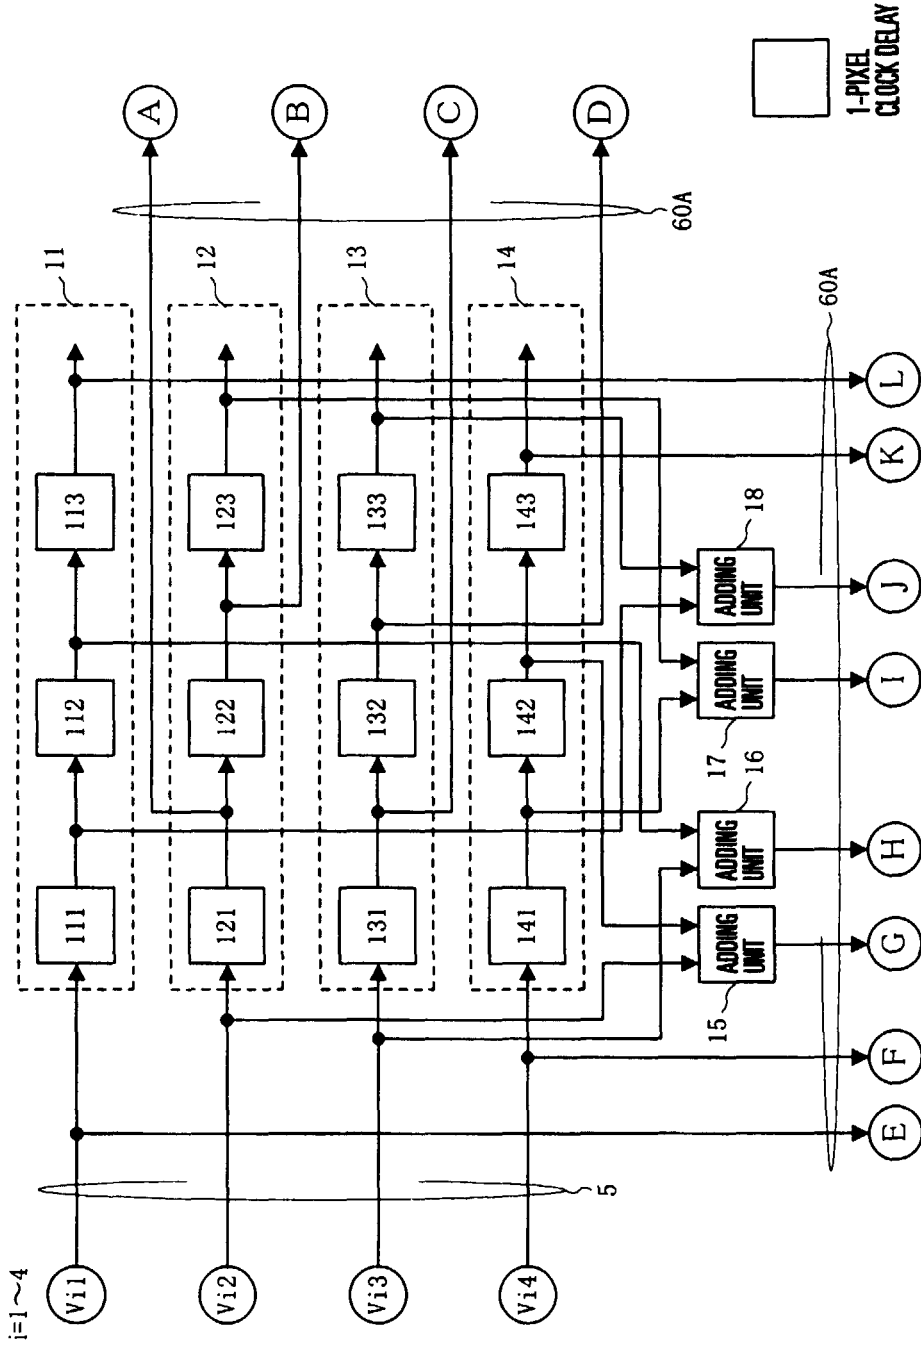 i=1～4
Vi1
111
112
113
11
Vi2
121
122
123
12
Vi3
131
132
133
13
Vi4
141
142
143
14
5
A
B
C
D
60A
15
ADDING
UNIT
ADDING
UNIT
16
17
ADDING
UNIT
ADDING
UNIT
18
60A
E
F
G
H
I
J
K
L
1-PIXEL
CLOCK DELAY